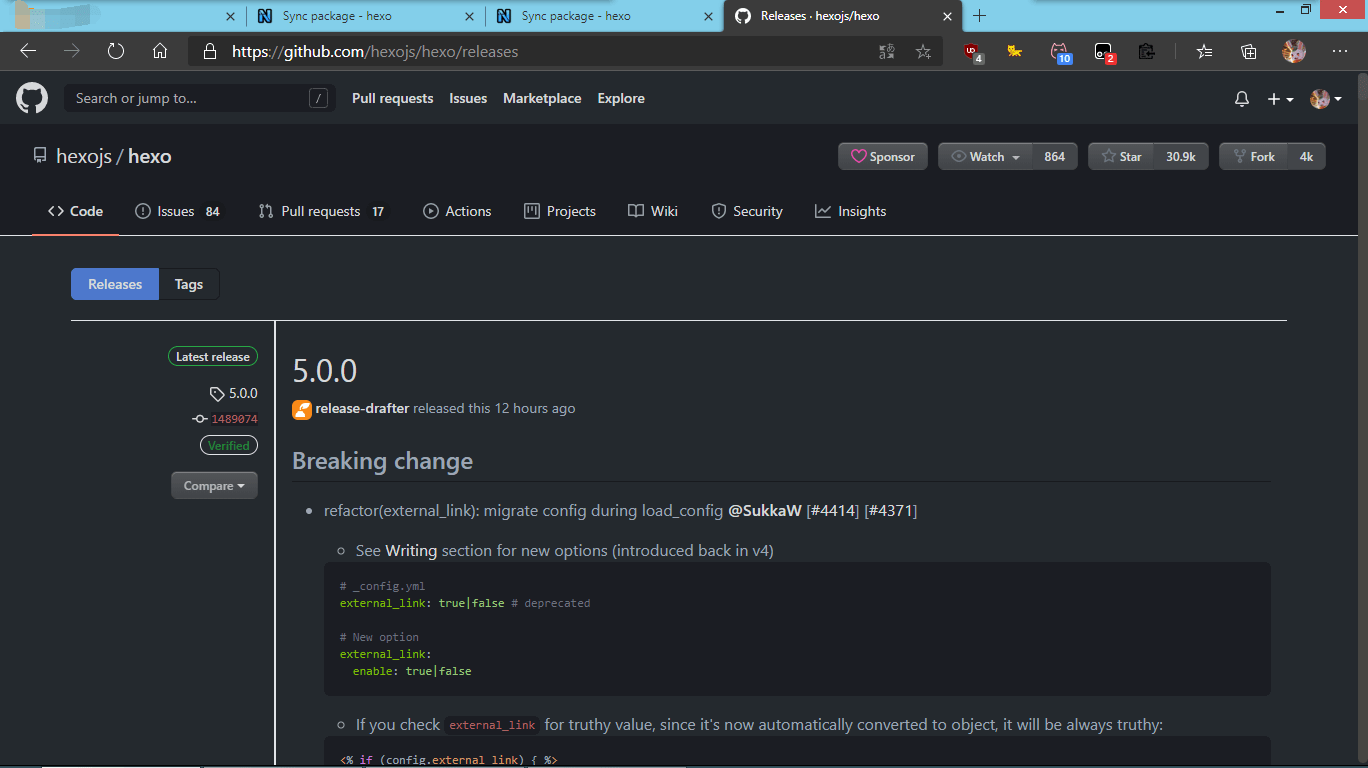 Sync package - hexo
Sync package - hexo
Releases · hexojs/hexo
https://github.com/hexojs/hexo/releases
4
10
2
Search or jump to...
/
Pull requests
Issues
Marketplace
Explore
hexojs / hexo
Sponsor
Watch
864
Star
30.9k
Fork
4k
Code
Issues 84
Pull requests 17
Actions
Projects
Wiki
Security
Insights
Releases
Tags
Latest release
5.0.0
1489074
Verified
Compare
5.0.0
release-drafter released this 12 hours ago
Breaking change
refactor(external_link): migrate config during load_config @SukkaW [#4414] [#4371]
See Writing section for new options (introduced back in v4)
# _config.yml
external_link: true|false # deprecated
# New option
external_link:
enable: true|false
If you check external_link for truthy value, since it's now automatically converted to object, it will be always truthy:
<% if (config.external_link) { %>